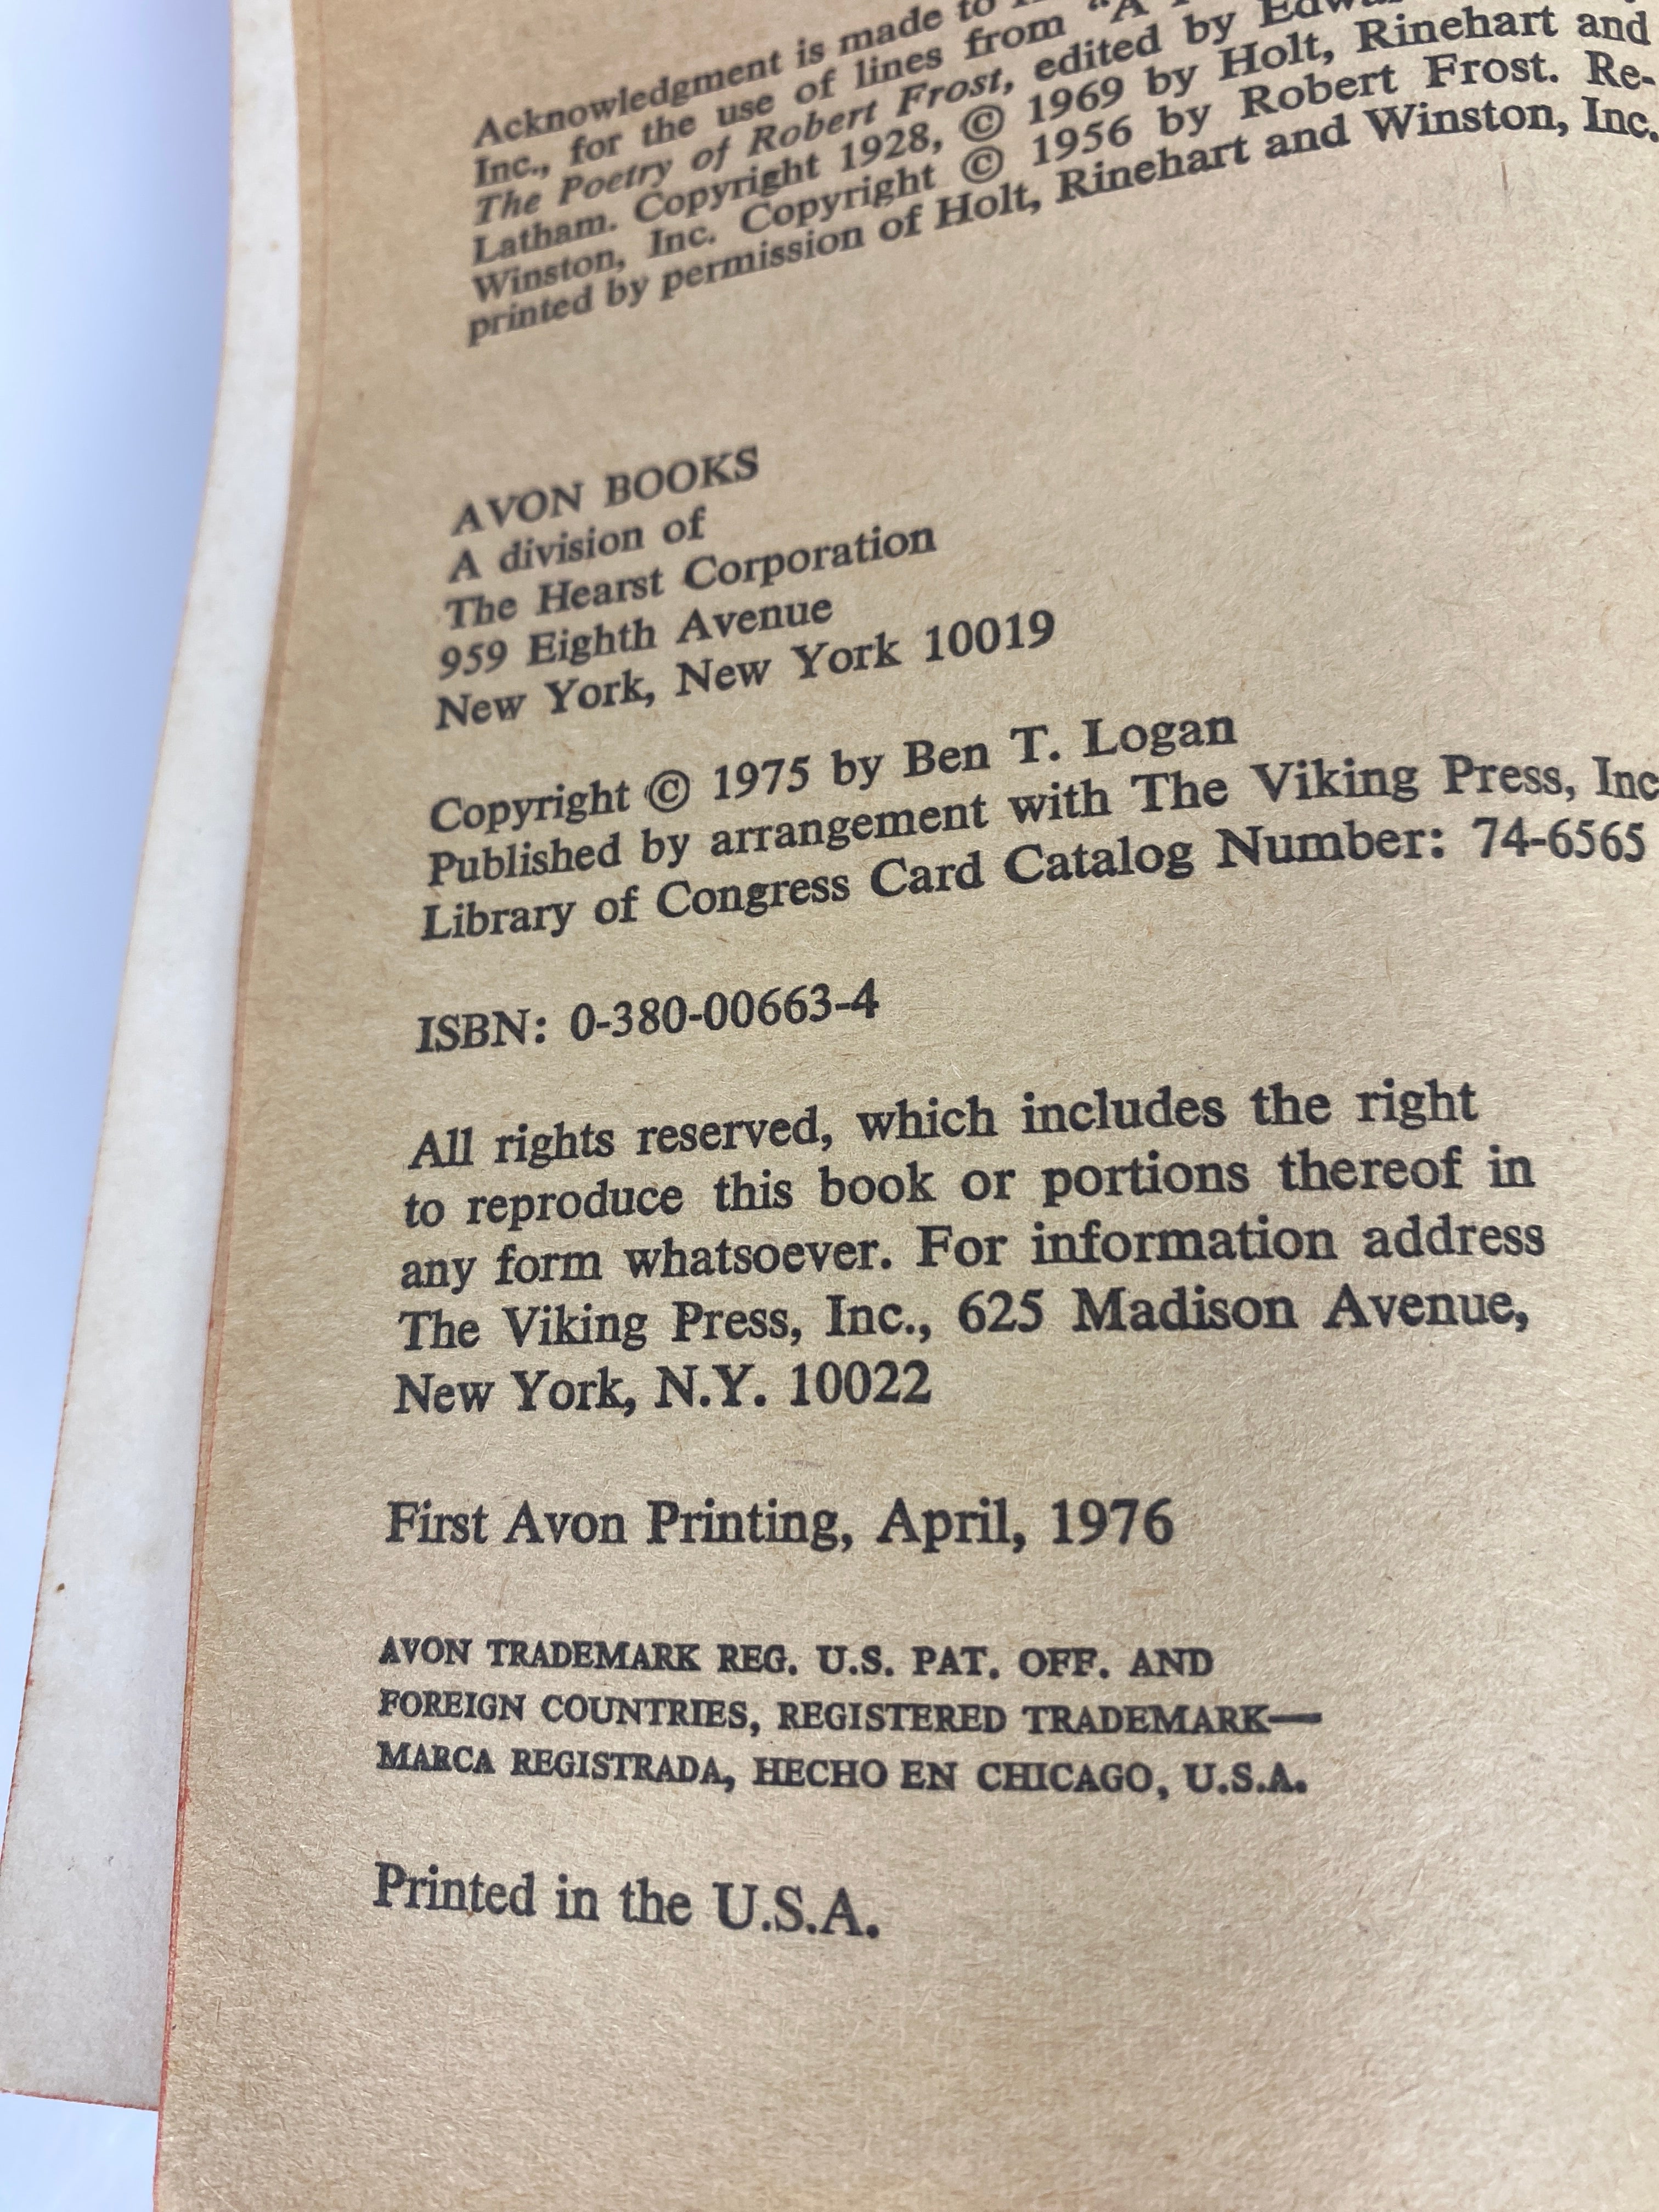 Acknowledgment is made to
Inc., for the use of lines from "A
The Poetry of Robert Frost, edited by
Latham. Copyright 1928, © 1969 by Holt, Rinehart and
Winston, Inc. Copyright © 1956 by Robert Frost. Re-
printed by permission of Holt, Rinehart and Winston, Inc.
AVON BOOKS
A division of
The Hearst Corporation
959 Eighth Avenue
New York, New York 10019
Copyright © 1975 by Ben T. Logan
Published by arrangement with The Viking Press, Inc
Library of Congress Card Catalog Number: 74-6565
ISBN: 0-380-00663-4
All rights reserved, which includes the right
to reproduce this book or portions thereof in
any form whatsoever. For information address
The Viking Press, Inc., 625 Madison Avenue,
New York, N.Y. 10022
First Avon Printing, April, 1976
AVON TRADEMARK REG. U.S. PAT. OFF. AND
FOREIGN COUNTRIES, REGISTERED TRADEMARK—
MARCA REGISTRADA, HECHO EN CHICAGO, U.S.A.
Printed in the U.S.A.